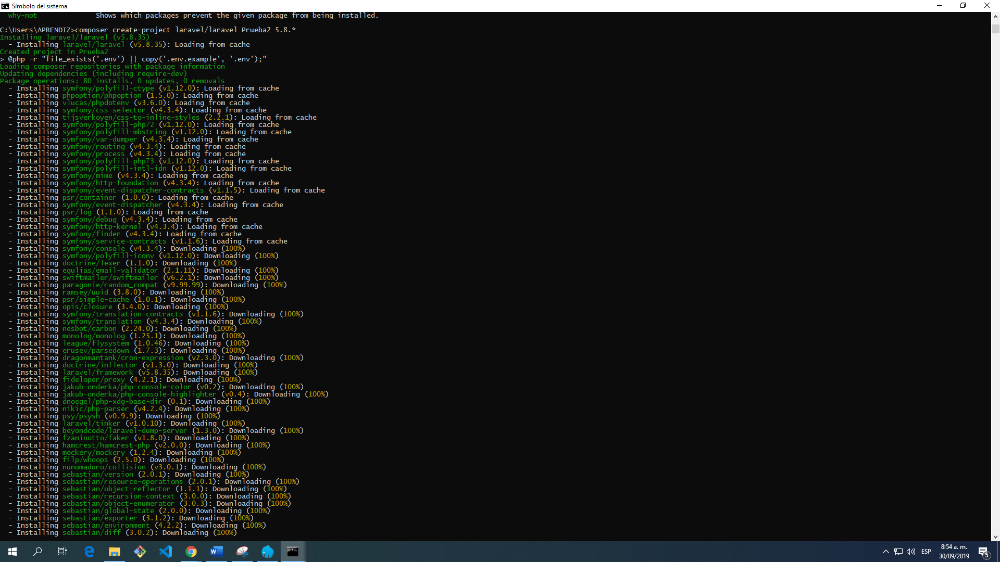 Símbolo del sistema
why-not Shows which packages prevent the given package from being installed.
C:\Users\APRENDIZ>composer create-project laravel/laravel Prueba2 5.8.*
Installing laravel/laravel (v5.8.35)
- Installing laravel/laravel (v5.8.35): Loading from cache
Created project in Prueba2
> @php -r "file_exists('.env') || copy('.env.example', '.env');"
Loading composer repositories with package information
Updating dependencies (including require-dev)
Package operations: 80 installs, 0 updates, 0 removals
- Installing symfony/polyfill-ctype (v1.12.0): Loading from cache
- Installing phpoption/phpoption (1.5.0): Loading from cache
- Installing vlucas/phpdotenv (v3.6.0): Loading from cache
- Installing symfony/css-selector (v4.3.4): Loading from cache
- Installing tijsverkoyen/css-to-inline-styles (2.2.1): Loading from cache
- Installing symfony/polyfill-php72 (v1.12.0): Loading from cache
- Installing symfony/polyfill-mbstring (v1.12.0): Loading from cache
- Installing symfony/var-dumper (v4.3.4): Loading from cache
- Installing symfony/routing (v4.3.4): Loading from cache
- Installing symfony/process (v4.3.4): Loading from cache
- Installing symfony/polyfill-php73 (v1.12.0): Loading from cache
- Installing symfony/polyfill-intl-idn (v1.12.0): Loading from cache
- Installing symfony/mime (v4.3.4): Loading from cache
- Installing symfony/http-foundation (v4.3.4): Loading from cache
- Installing symfony/event-dispatcher-contracts (v1.1.5): Loading from cache
- Installing psr/container (1.0.0): Loading from cache
- Installing symfony/event-dispatcher (v4.3.4): Loading from cache
- Installing psr/log (1.1.0): Loading from cache
- Installing symfony/debug (v4.3.4): Loading from cache
- Installing symfony/http-kernel (v4.3.4): Loading from cache
- Installing symfony/finder (v4.3.4): Loading from cache
- Installing symfony/service-contracts (v1.1.6): Loading from cache
- Installing symfony/console (v4.3.4): Downloading (100%)
- Installing symfony/polyfill-iconv (v1.12.0): Downloading (100%)
- Installing doctrine/lexer (1.1.0): Downloading (100%)
- Installing egulias/email-validator (2.1.11): Downloading (100%)
- Installing swiftmailer/swiftmailer (v6.2.1): Downloading (100%)
- Installing paragonie/random_compat (v9.99.99): Downloading (100%)
- Installing ramsey/uuid (3.8.0): Downloading (100%)
- Installing psr/simple-cache (1.0.1): Downloading (100%)
- Installing opis/closure (3.4.0): Downloading (100%)
- Installing symfony/translation-contracts (v1.1.6): Downloading (100%)
- Installing symfony/translation (v4.3.4): Downloading (100%)
- Installing nesbot/carbon (2.24.0): Downloading (100%)
- Installing monolog/monolog (1.25.1): Downloading (100%)
- Installing league/flysystem (1.0.46): Downloading (100%)
- Installing erusev/parsedown (1.7.3): Downloading (100%)
- Installing dragonmantank/cron-expression (v2.3.0): Downloading (100%)
- Installing doctrine/inflector (v1.3.0): Downloading (100%)
- Installing laravel/framework (v5.8.35): Downloading (100%)
- Installing fideloper/proxy (4.2.1): Downloading (100%)
- Installing jakub-onderka/php-console-color (v0.2): Downloading (100%)
- Installing jakub-onderka/php-console-highlighter (v0.4): Downloading (100%)
- Installing dnoegel/php-xdg-base-dir (0.1): Downloading (100%)
- Installing nikic/php-parser (v4.2.4): Downloading (100%)
- Installing psy/psysh (v0.9.9): Downloading (100%)
- Installing laravel/tinker (v1.0.10): Downloading (100%)
- Installing beyondcode/laravel-dump-server (1.3.0): Downloading (100%)
- Installing fzaninotto/faker (v1.8.0): Downloading (100%)
- Installing hamcrest/hamcrest-php (v2.0.0): Downloading (100%)
- Installing mockery/mockery (1.2.4): Downloading (100%)
- Installing filp/whoops (2.5.0): Downloading (100%)
- Installing nunomaduro/collision (v3.0.1): Downloading (100%)
- Installing sebastian/version (2.0.1): Downloading (100%)
- Installing sebastian/resource-operations (2.0.1): Downloading (100%)
- Installing sebastian/object-reflector (1.1.1): Downloading (100%)
- Installing sebastian/recursion-context (3.0.0): Downloading (100%)
- Installing sebastian/object-enumerator (3.0.3): Downloading (100%)
- Installing sebastian/global-state (2.0.0): Downloading (100%)
- Installing sebastian/exporter (3.1.2): Downloading (100%)
- Installing sebastian/environment (4.2.2): Downloading (100%)
- Installing sebastian/diff (3.0.2): Downloading (100%)
ESP
8:54 a. m.
30/09/2019
5